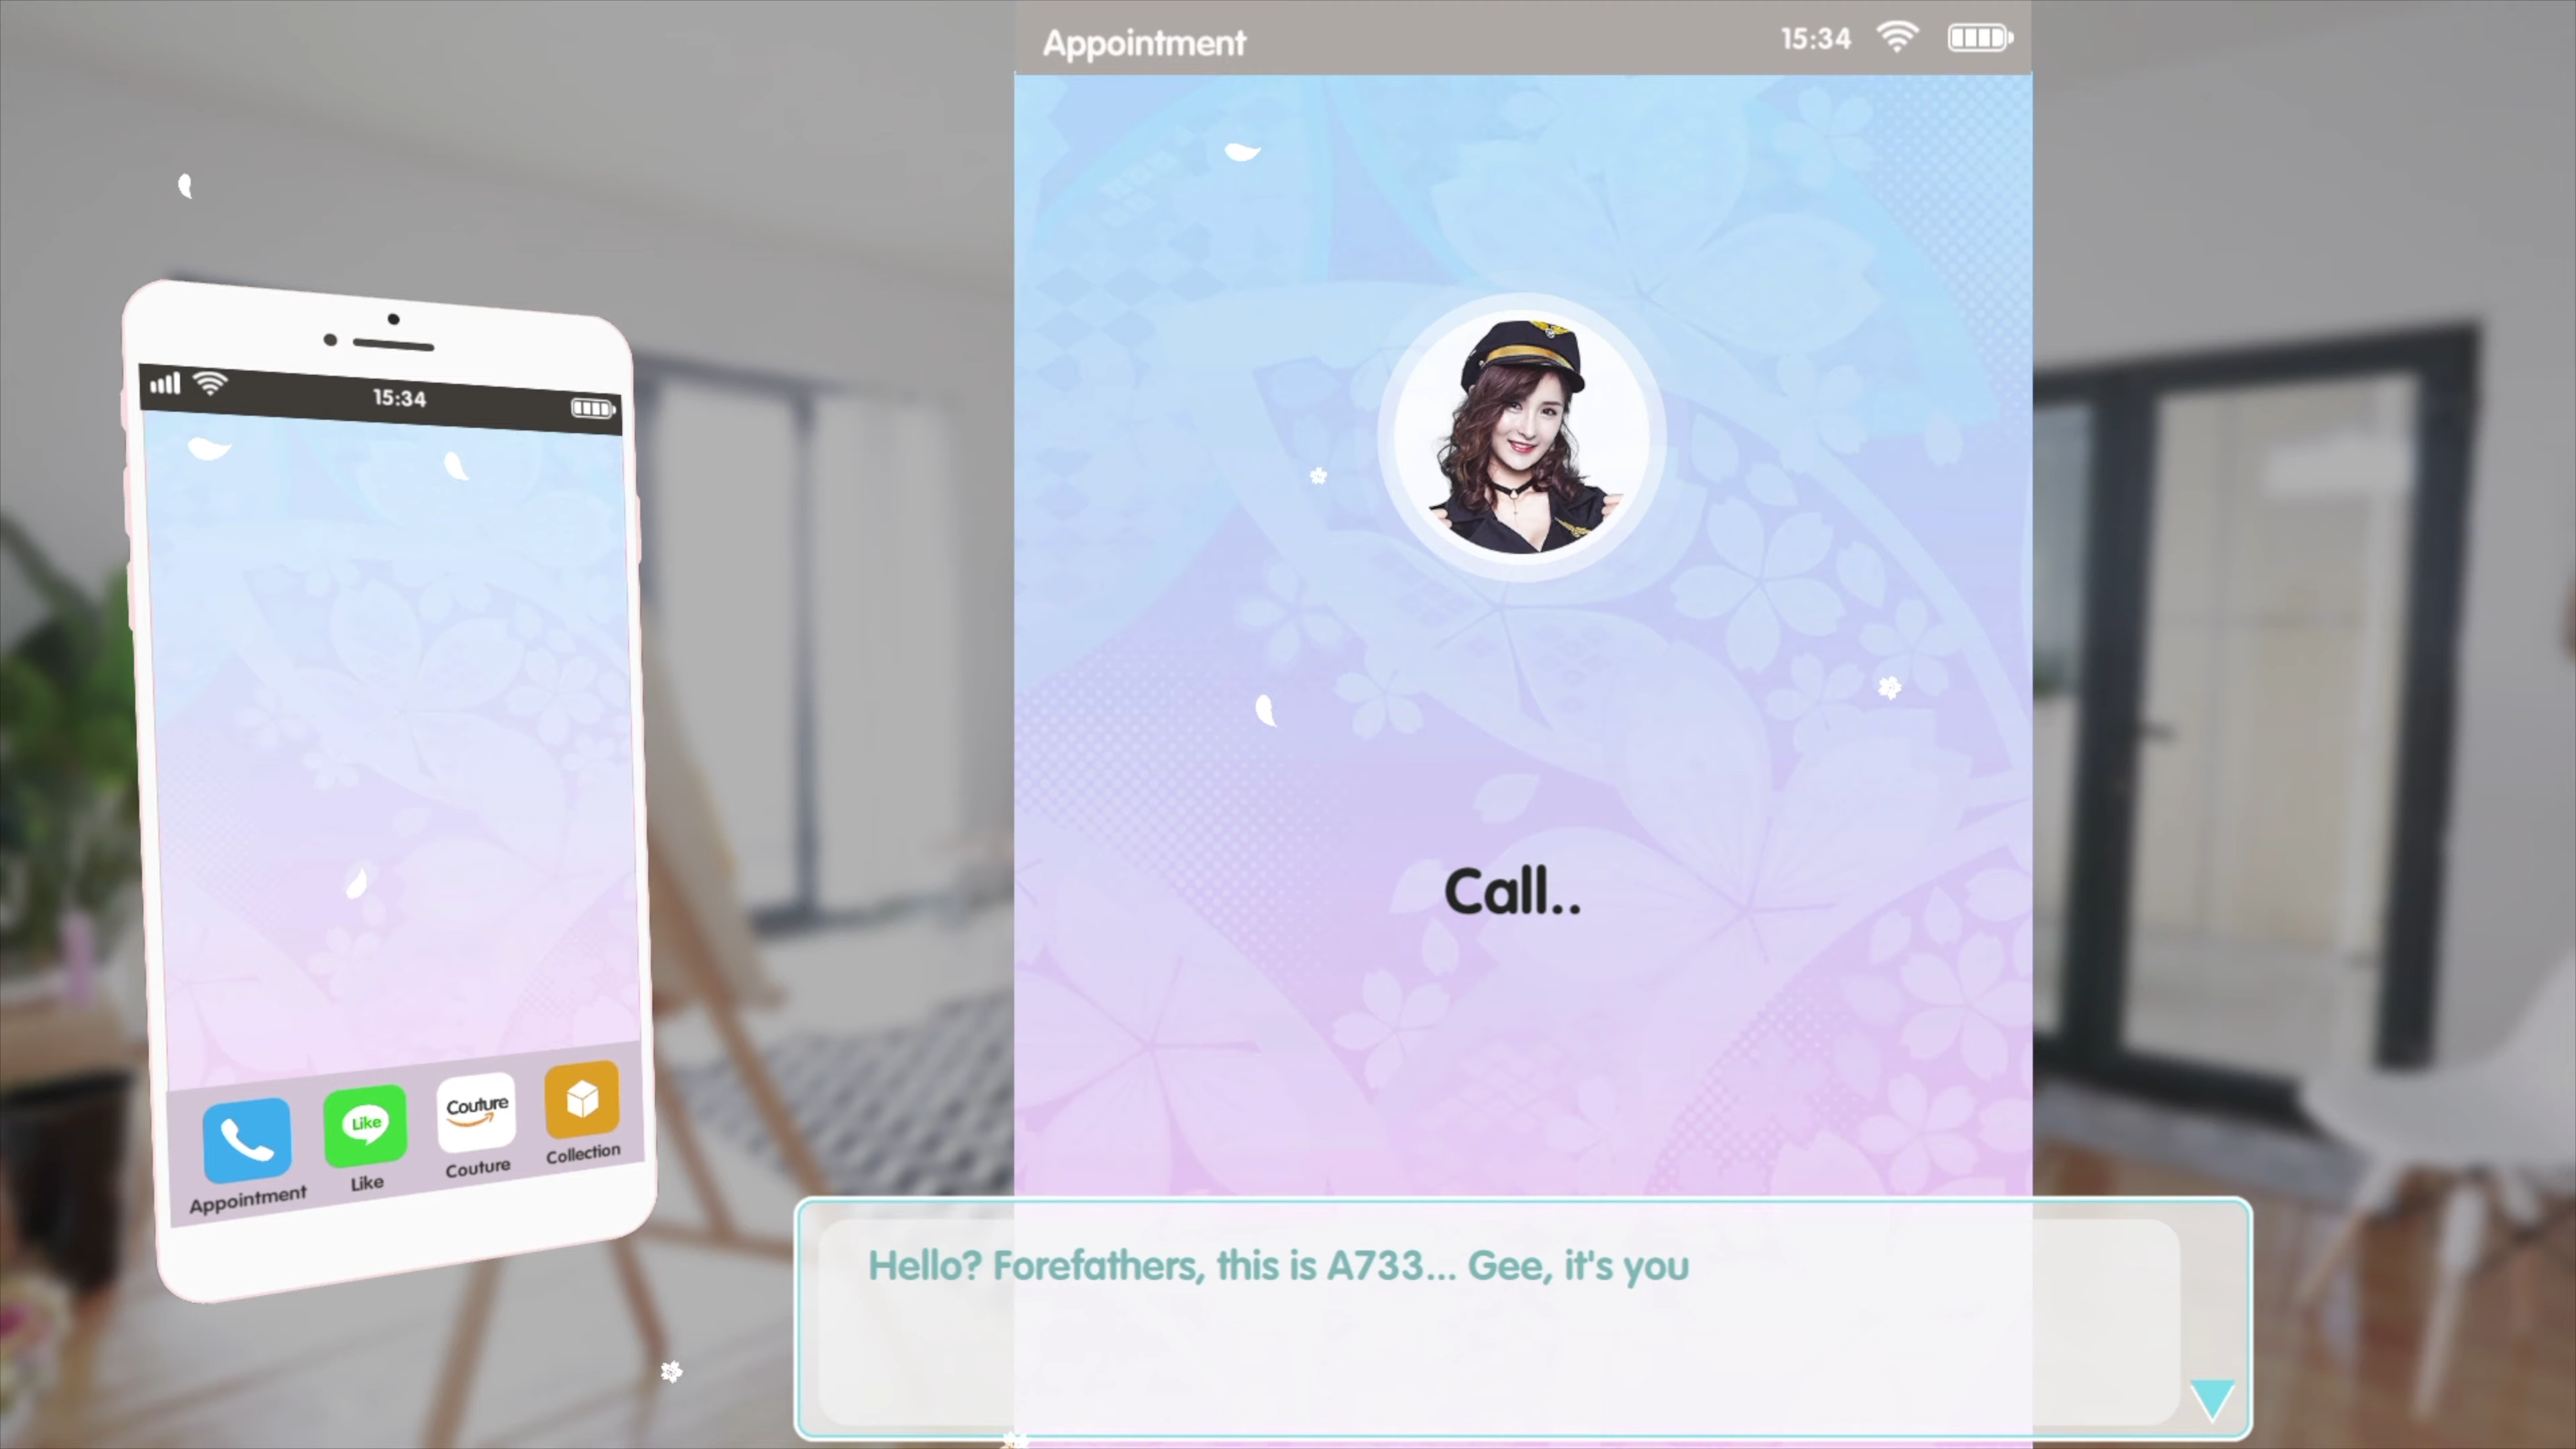 Appointment
15:34
15:34
Call..
Like
Couture
Appointment
Like
Couture
Collection
Hello? Forefathers, this is A733... Gee, it's you